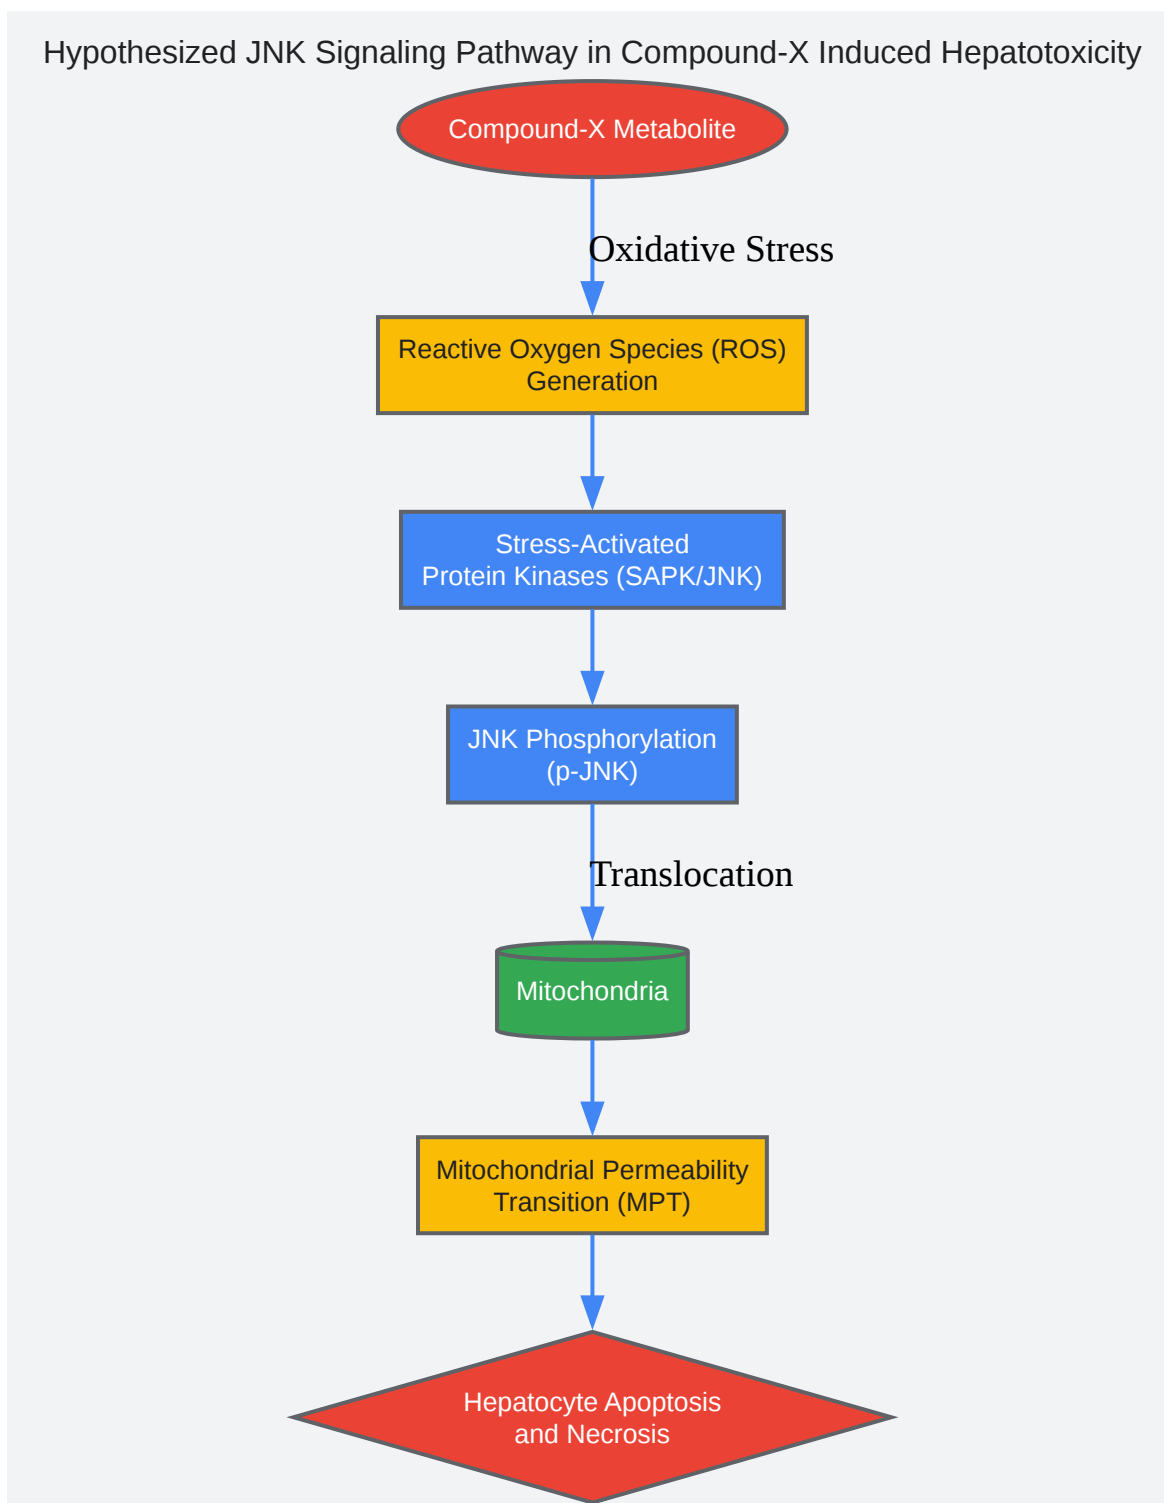 Hypothesized JNK Signaling Pathway in Compound-X Induced Hepatotoxicity
Compound-X Metabolite
Oxidative Stress
Reactive Oxygen Species (ROS)
Generation
Stress-Activated
Protein Kinases (SAPK/JNK)
JNK Phosphorylation
(p-JNK)
Translocation
Mitochondria
Mitochondrial Permeability
Transition (MPT)
Hepatocyte Apoptosis
and Necrosis